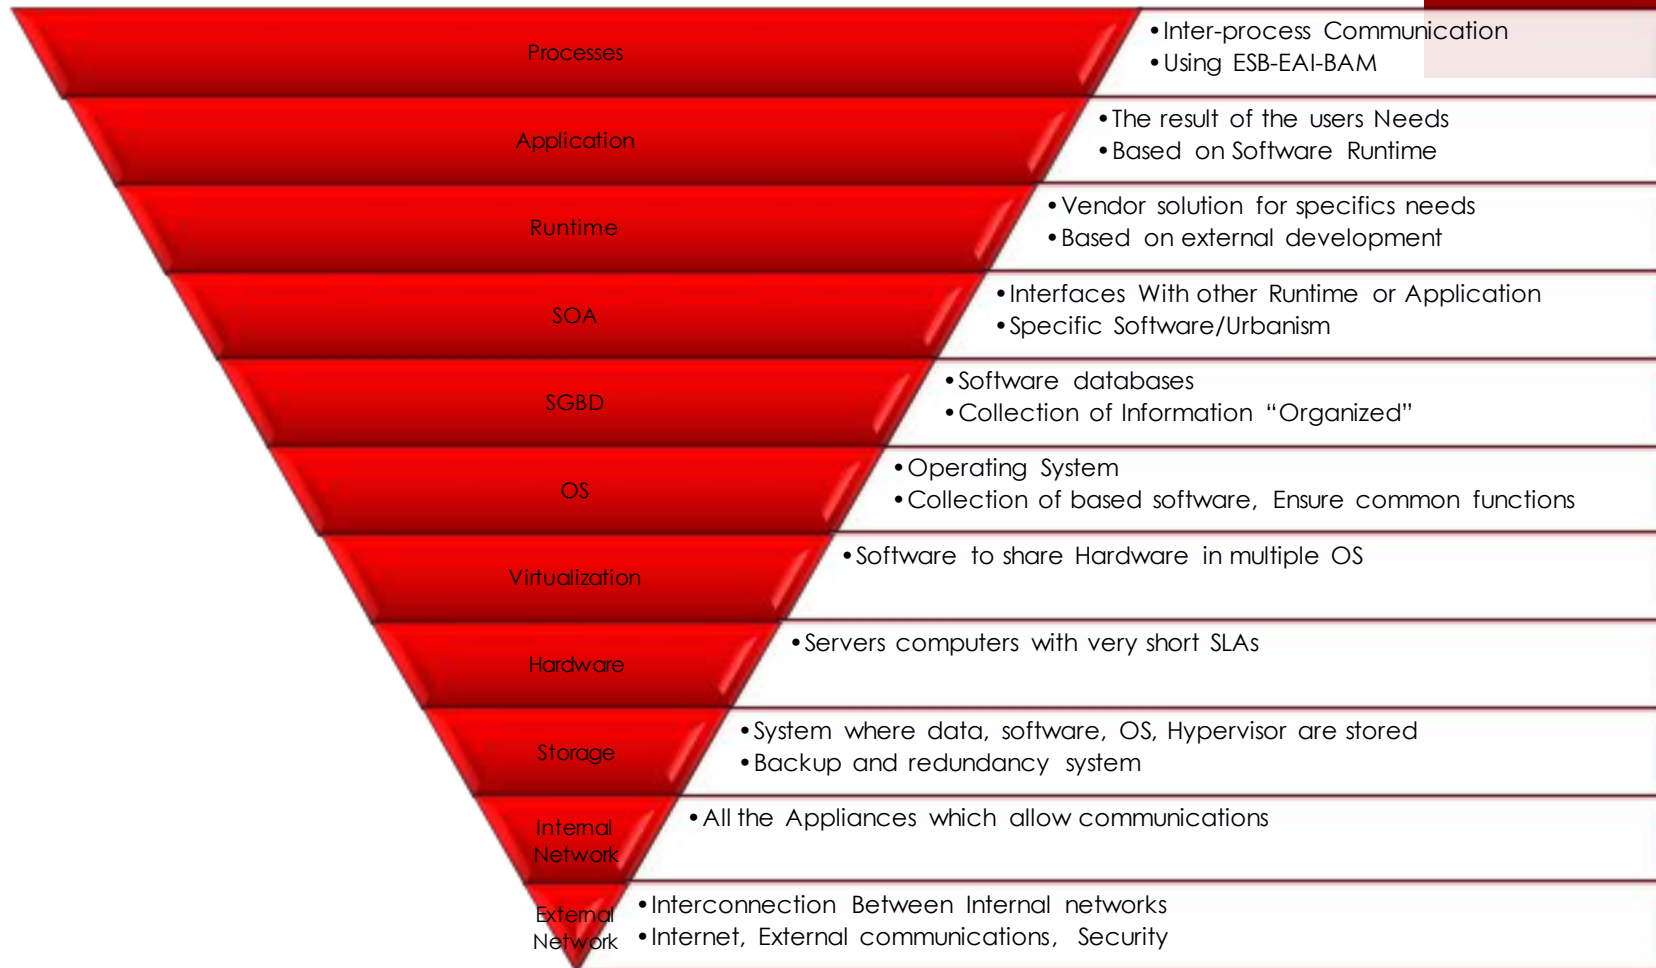 Processes
• Inter-process Communication
• Using ESB-EAI-BAM
Application
• The result of the users Needs
• Based on Software Runtime
Runtime
• Vendor solution for specifics needs
• Based on external development
SOA
• Interfaces With other Runtime or Application
• Specific Software/Urbanism
SGBD
• Software databases
• Collection of Information “Organized”
OS
• Operating System
• Collection of based software, Ensure common functions
Virtualization
• Software to share Hardware in multiple OS
Hardware
• Servers computers with very short SLAs
Storage
• System where data, software, OS, Hypervisor are stored
• Backup and redundancy system
Internal
Network
• All the Appliances which allow communications
External
Network
• Interconnection Between Internal networks
• Internet, External communications, Security